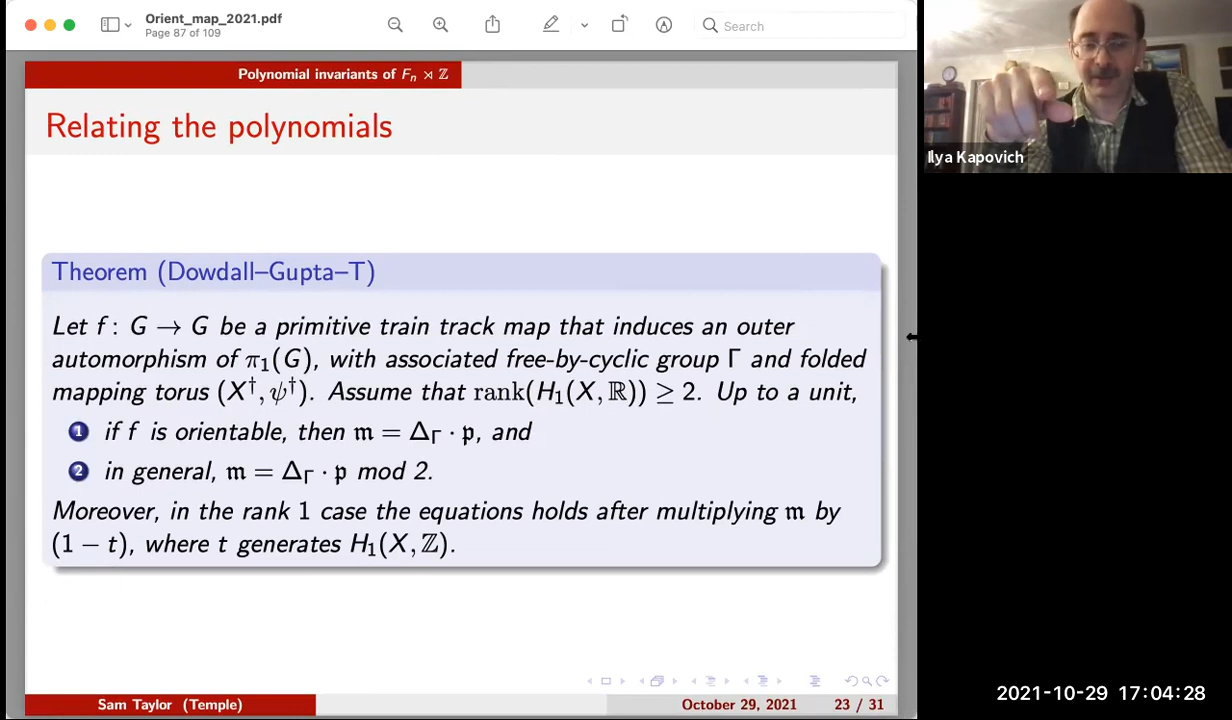 Orient_map_2021.pdf
Page 87 of 109
Search
Polynomial invariants of Fₙ ⋊ ℤ
Relating the polynomials
Theorem (Dowdall–Gupta–T)
Let f : G → G be a primitive train track map that induces an outer
automorphism of π₁(G), with associated free-by-cyclic group Γ and folded
mapping torus (X†, ψ†). Assume that rank(H₁(X, ℝ)) ≥ 2. Up to a unit,
1 if f is orientable, then 𝔪 = Δ_Γ · 𝔭, and
2 in general, 𝔪 = Δ_Γ · 𝔭 mod 2.
Moreover, in the rank 1 case the equations holds after multiplying 𝔪 by
(1 − t), where t generates H₁(X, ℤ).
Sam Taylor (Temple)
October 29, 2021
23 / 31
Ilya Kapovich
2021-10-29 17:04:28